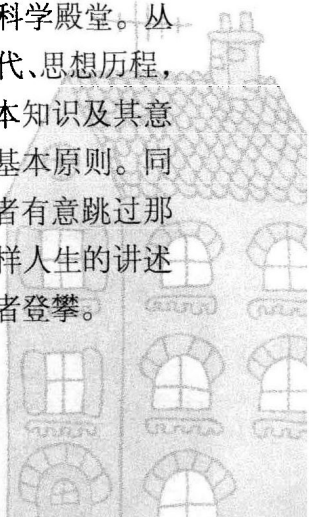 科学殿堂。丛
代、思想历程,
本知识及其意
基本原则。同
者有意跳过那
样人生的讲述
者登攀。